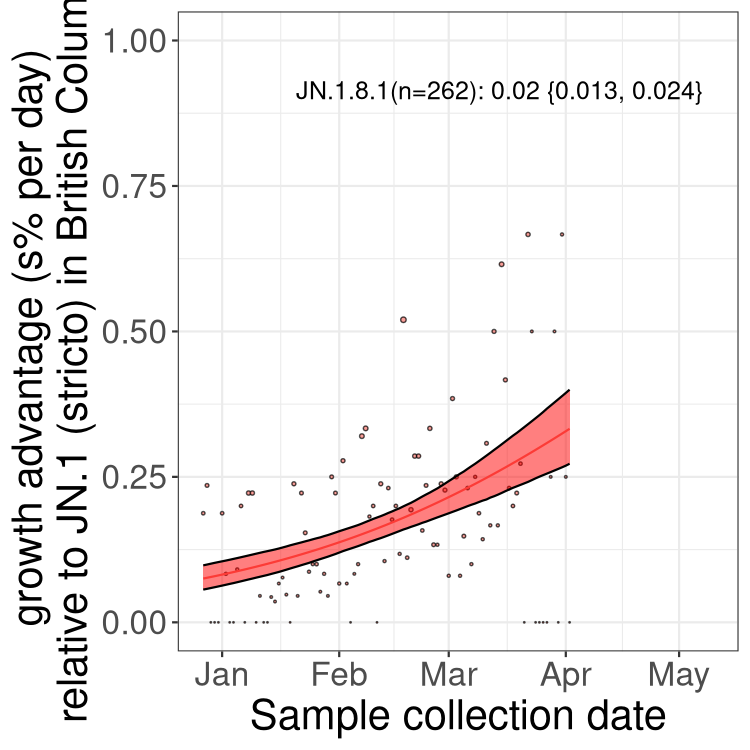 growth advantage (s% per day)
relative to JN.1 (stricto) in British Colum
1.00
0.75
0.50
0.25
0.00
JN.1.8.1(n=262): 0.02 {0.013, 0.024}
Jan Feb Mar Apr May
Sample collection date